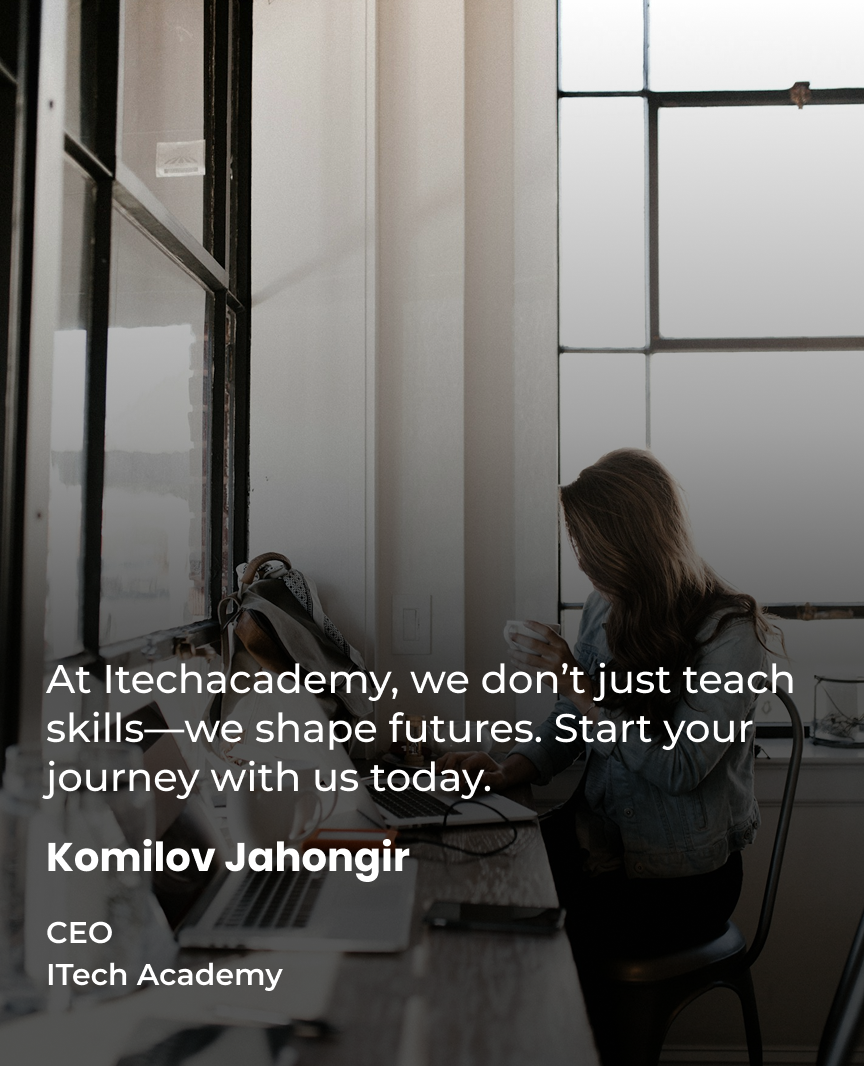 At Itechacademy, we don’t just teach
skills—we shape futures. Start your
journey with us today.
Komilov Jahongir
CEO
ITech Academy